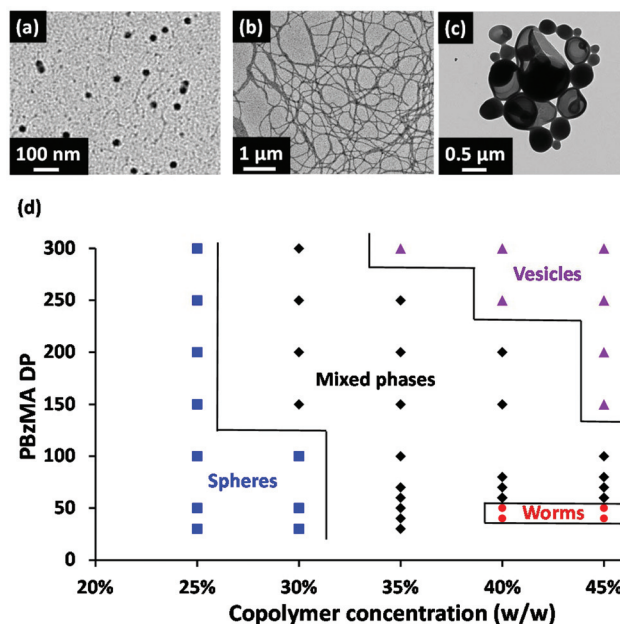 (a)
(b)
(c)
100 nm
1 µm
0.5 µm
(d)
300
250
200
150
100
50
0
PBzMA DP
Vesicles
Mixed phases
Spheres
Worms
20%
25%
30%
35%
40%
45%
Copolymer concentration (w/w)